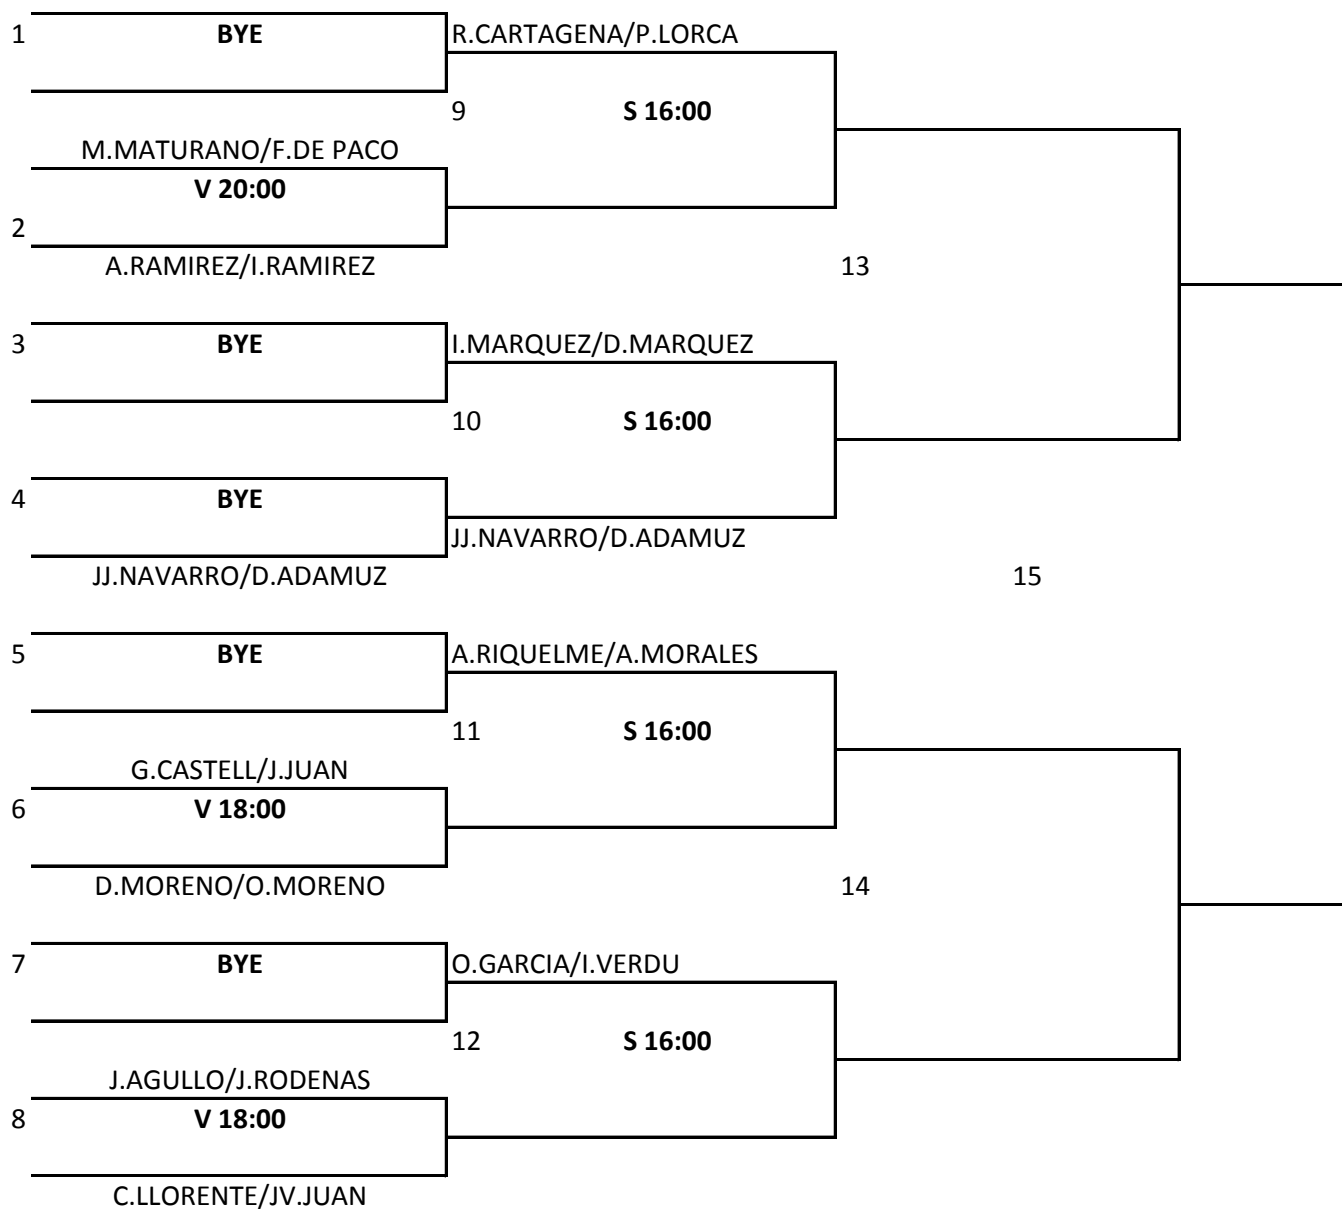 1 BYE R.CARTAGENA/P.LORCA
9 S 16:00
M.MATURANO/F.DE PACO
V 20:00
2
A.RAMIREZ/I.RAMIREZ 13
3 BYE I.MARQUEZ/D.MARQUEZ
10 S 16:00
4 BYE
JJ.NAVARRO/D.ADAMUZ
JJ.NAVARRO/D.ADAMUZ 15
5 BYE A.RIQUELME/A.MORALES
11 S 16:00
G.CASTELL/J.JUAN
6 V 18:00
D.MORENO/O.MORENO 14
7 BYE O.GARCIA/I.VERDU
12 S 16:00
J.AGULLO/J.RODENAS
8 V 18:00
C.LLORENTE/JV.JUAN